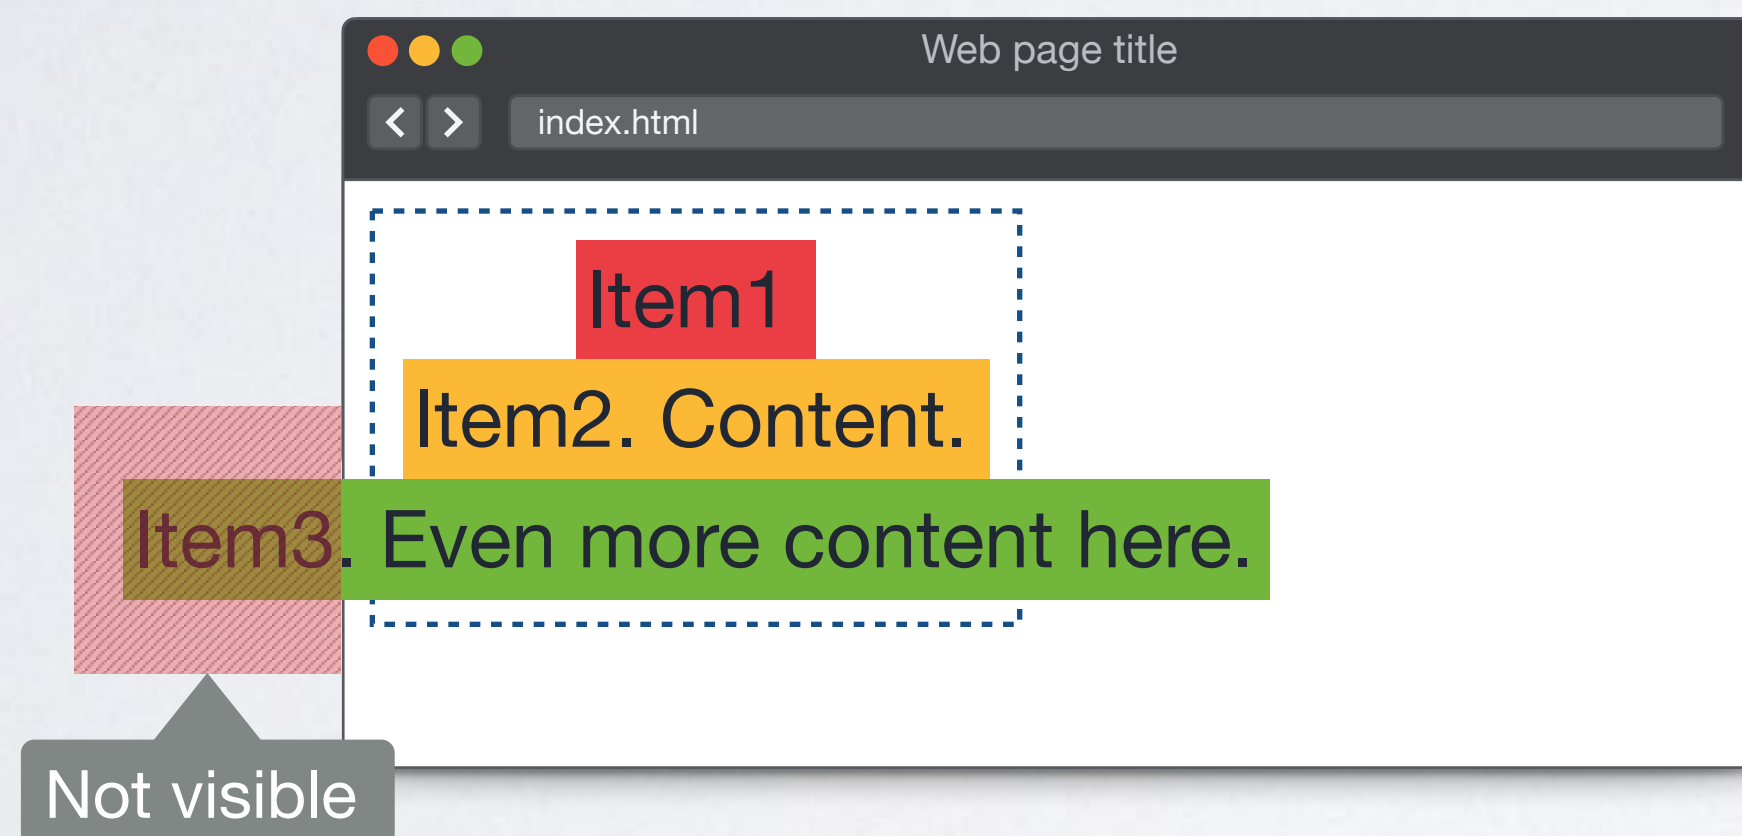 Web page title
index.html
Item1
Item2. Content.
Item3. Even more content here.
Not visible